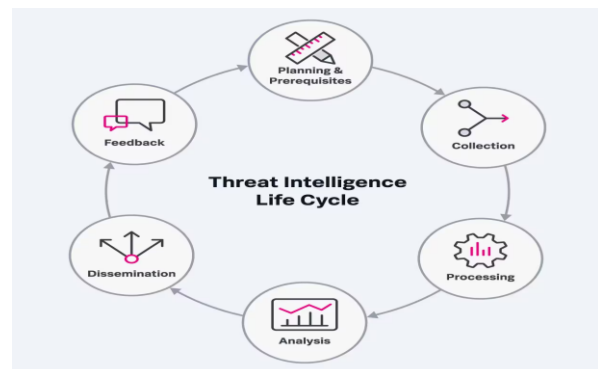 Planning &
Prerequisites
Collection
Processing
Analysis
Dissemination
Feedback
Threat Intelligence
Life Cycle